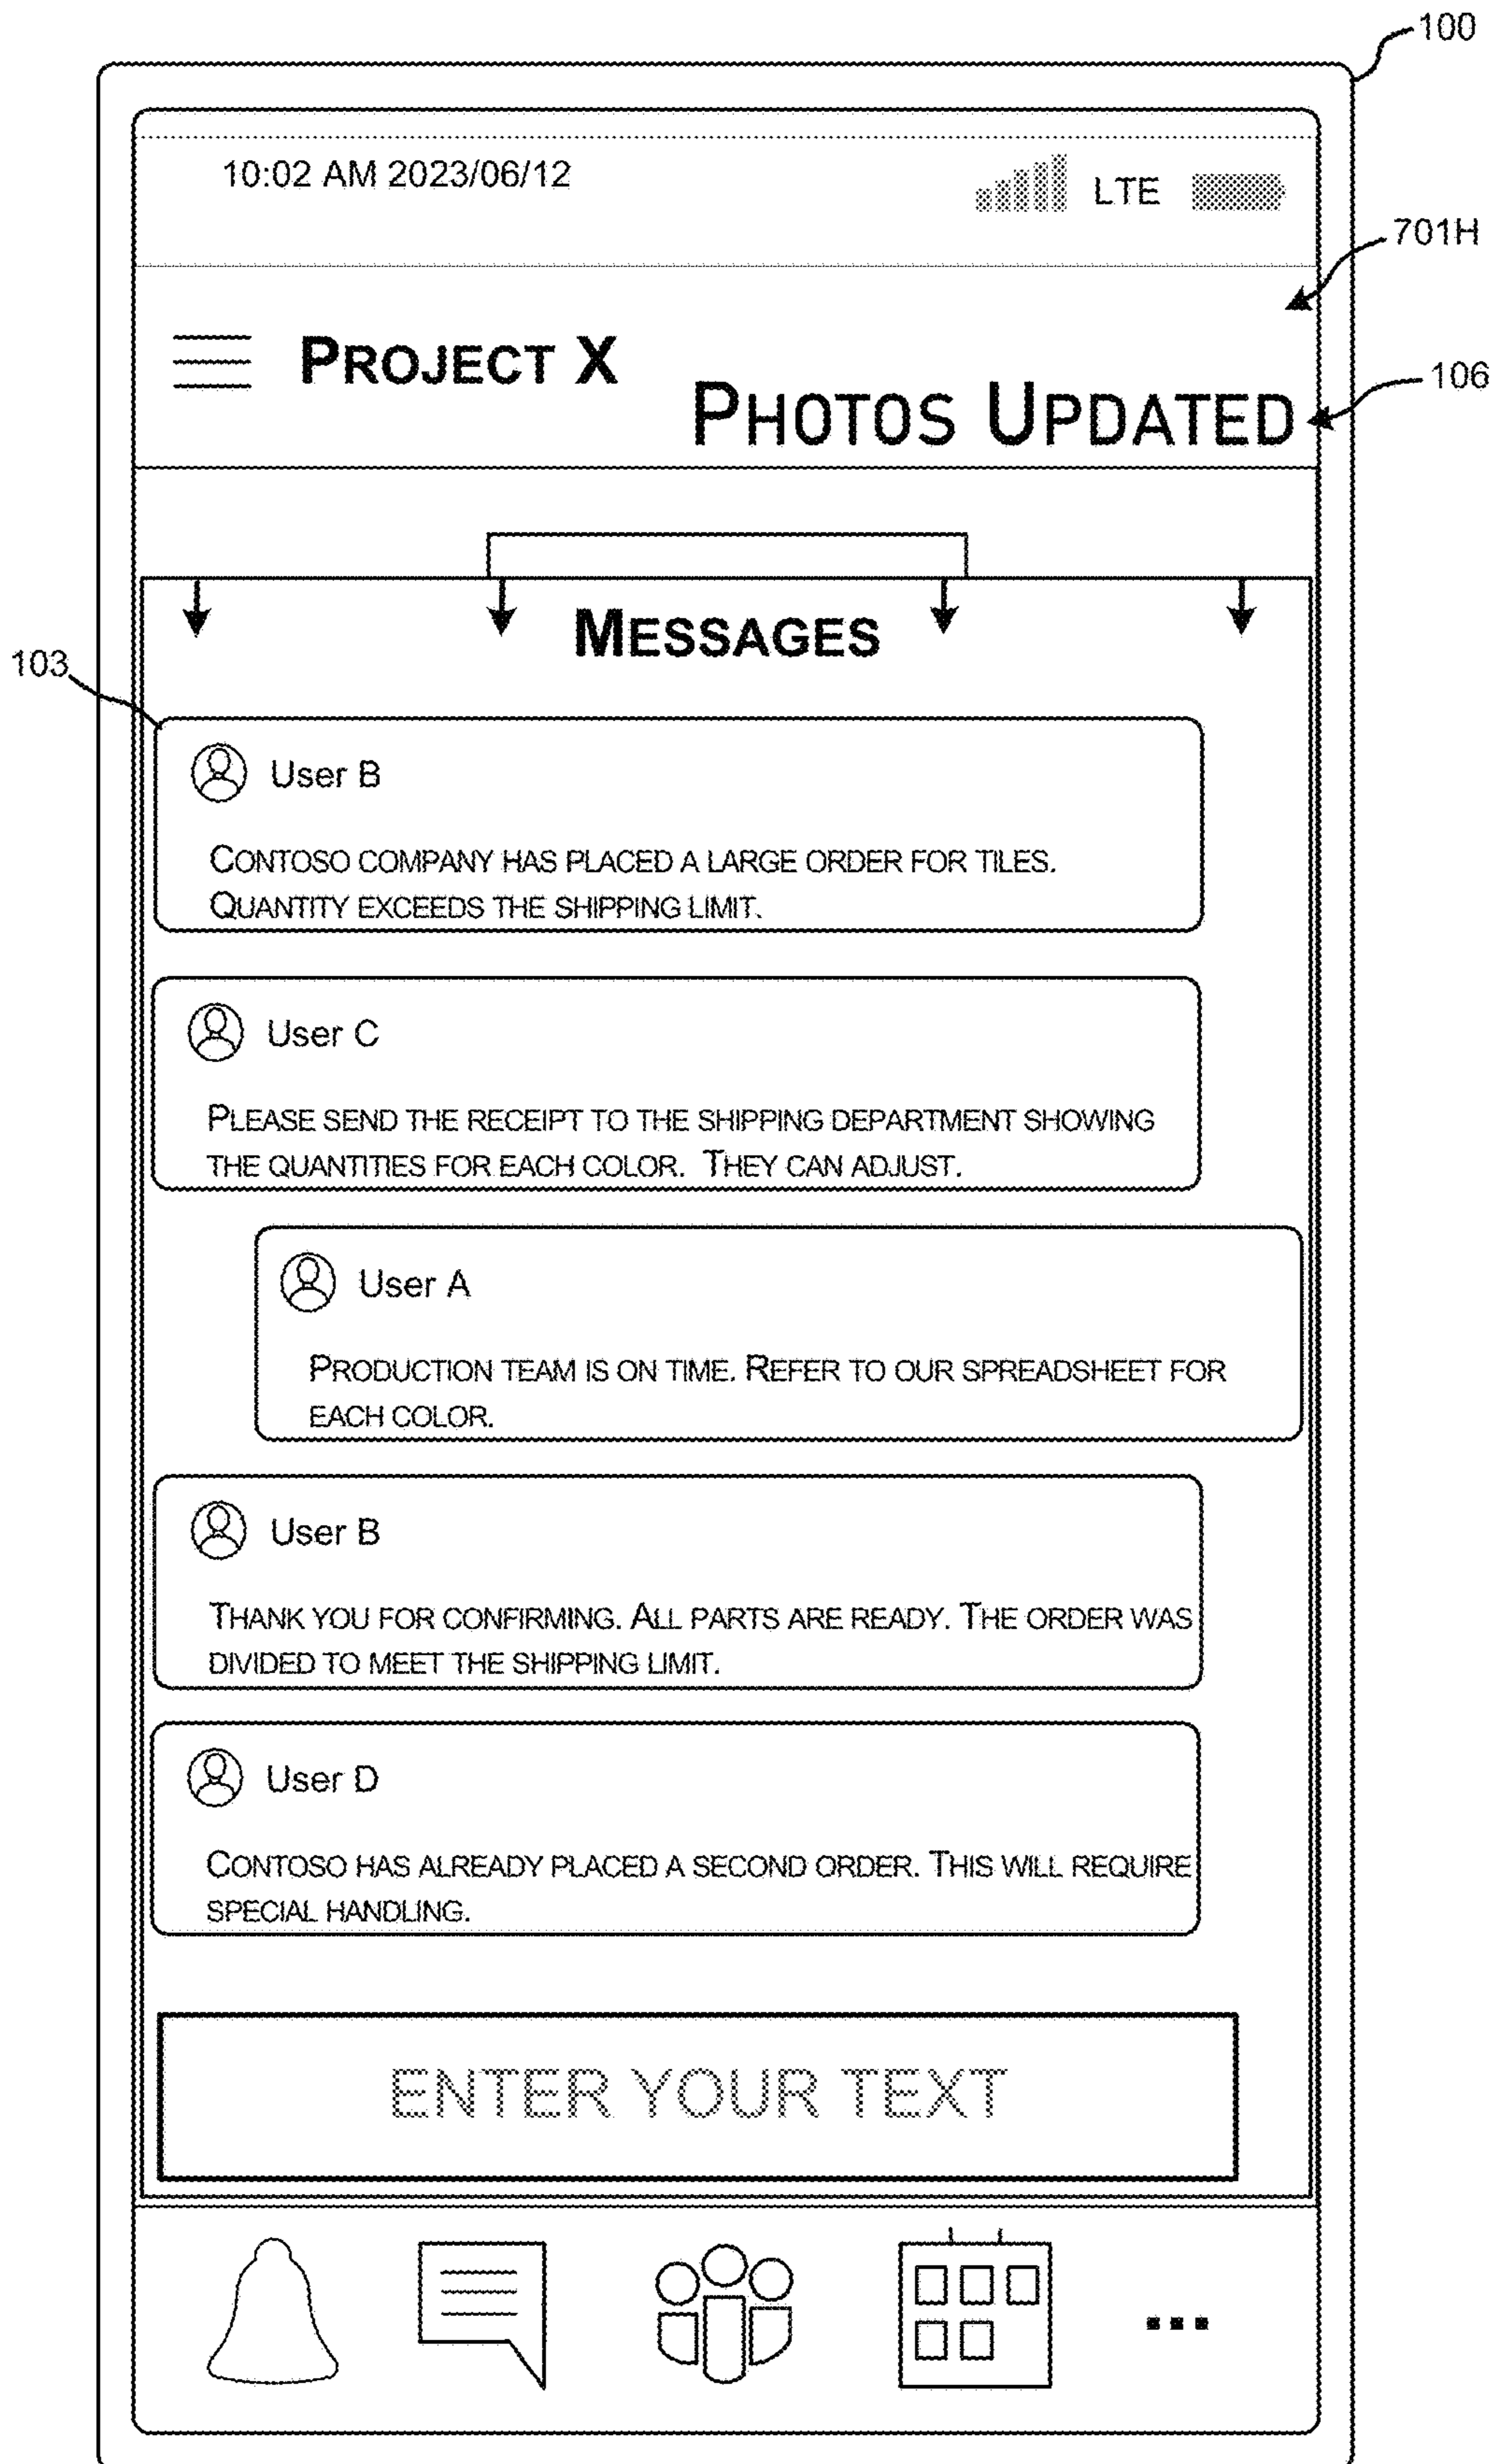 100
10:02 AM 2023/06/12
LTE
701H
PROJECT X
PHOTOS UPDATED
106
MESSAGES
103
User B
CONTOSO COMPANY HAS PLACED A LARGE ORDER FOR TILES.
QUANTITY EXCEEDS THE SHIPPING LIMIT.
User C
PLEASE SEND THE RECEIPT TO THE SHIPPING DEPARTMENT SHOWING
THE QUANTITIES FOR EACH COLOR. THEY CAN ADJUST.
User A
PRODUCTION TEAM IS ON TIME. REFER TO OUR SPREADSHEET FOR
EACH COLOR.
User B
THANK YOU FOR CONFIRMING. ALL PARTS ARE READY. THE ORDER WAS
DIVIDED TO MEET THE SHIPPING LIMIT.
User D
CONTOSO HAS ALREADY PLACED A SECOND ORDER. THIS WILL REQUIRE
SPECIAL HANDLING.
ENTER YOUR TEXT